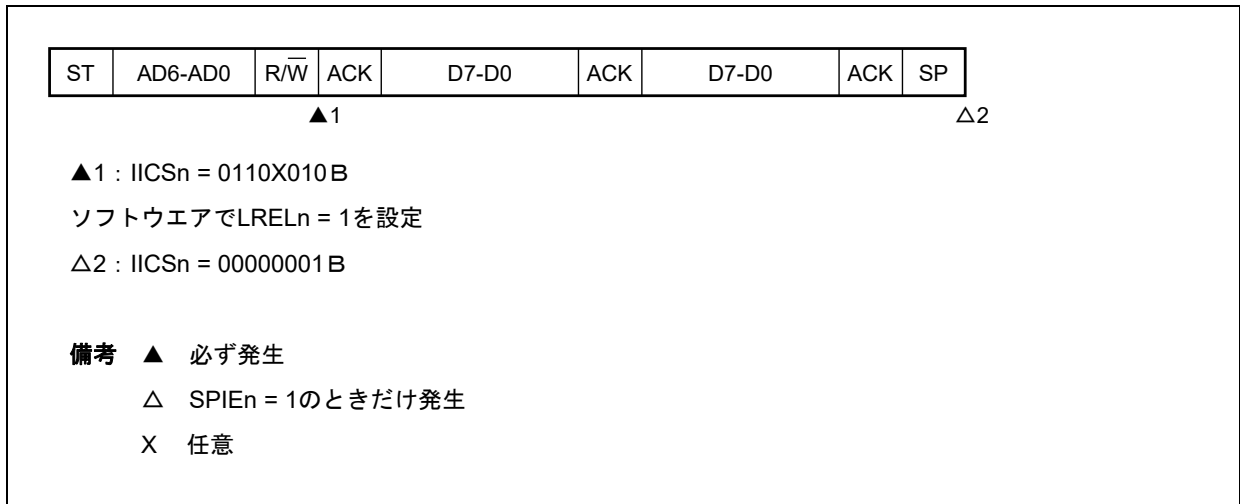 ST AD6-AD0 R/W̅ ACK D7-D0 ACK D7-D0 ACK SP
▲1 △2
▲1：IICSn = 0110X010B
ソフトウエアでLRELn = 1を設定
△2：IICSn = 00000001B
備考 ▲ 必ず発生
△ SPIEn = 1のときだけ発生
X 任意